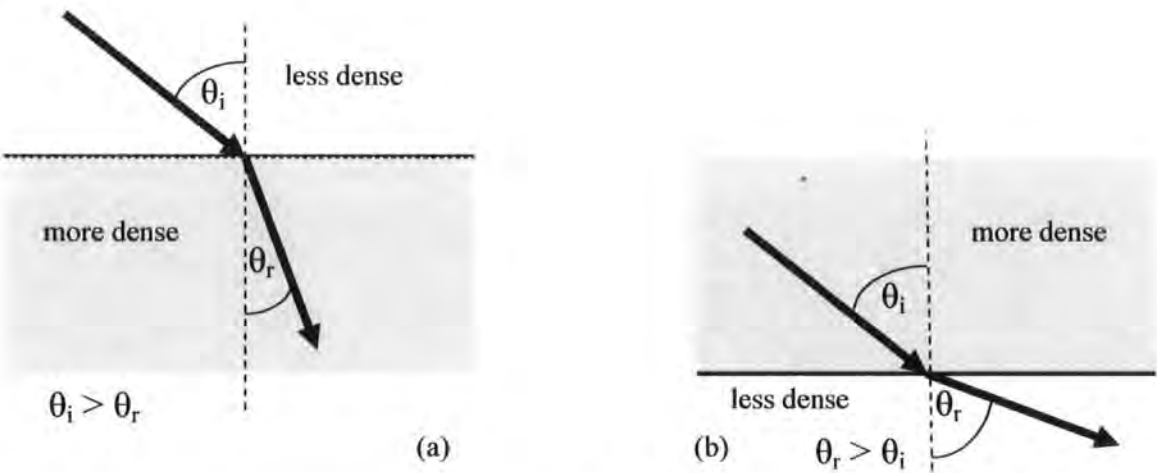 less dense
θi
more dense
θr
θi > θr
(a)
more dense
θi
less dense
θr
(b)
θr > θi